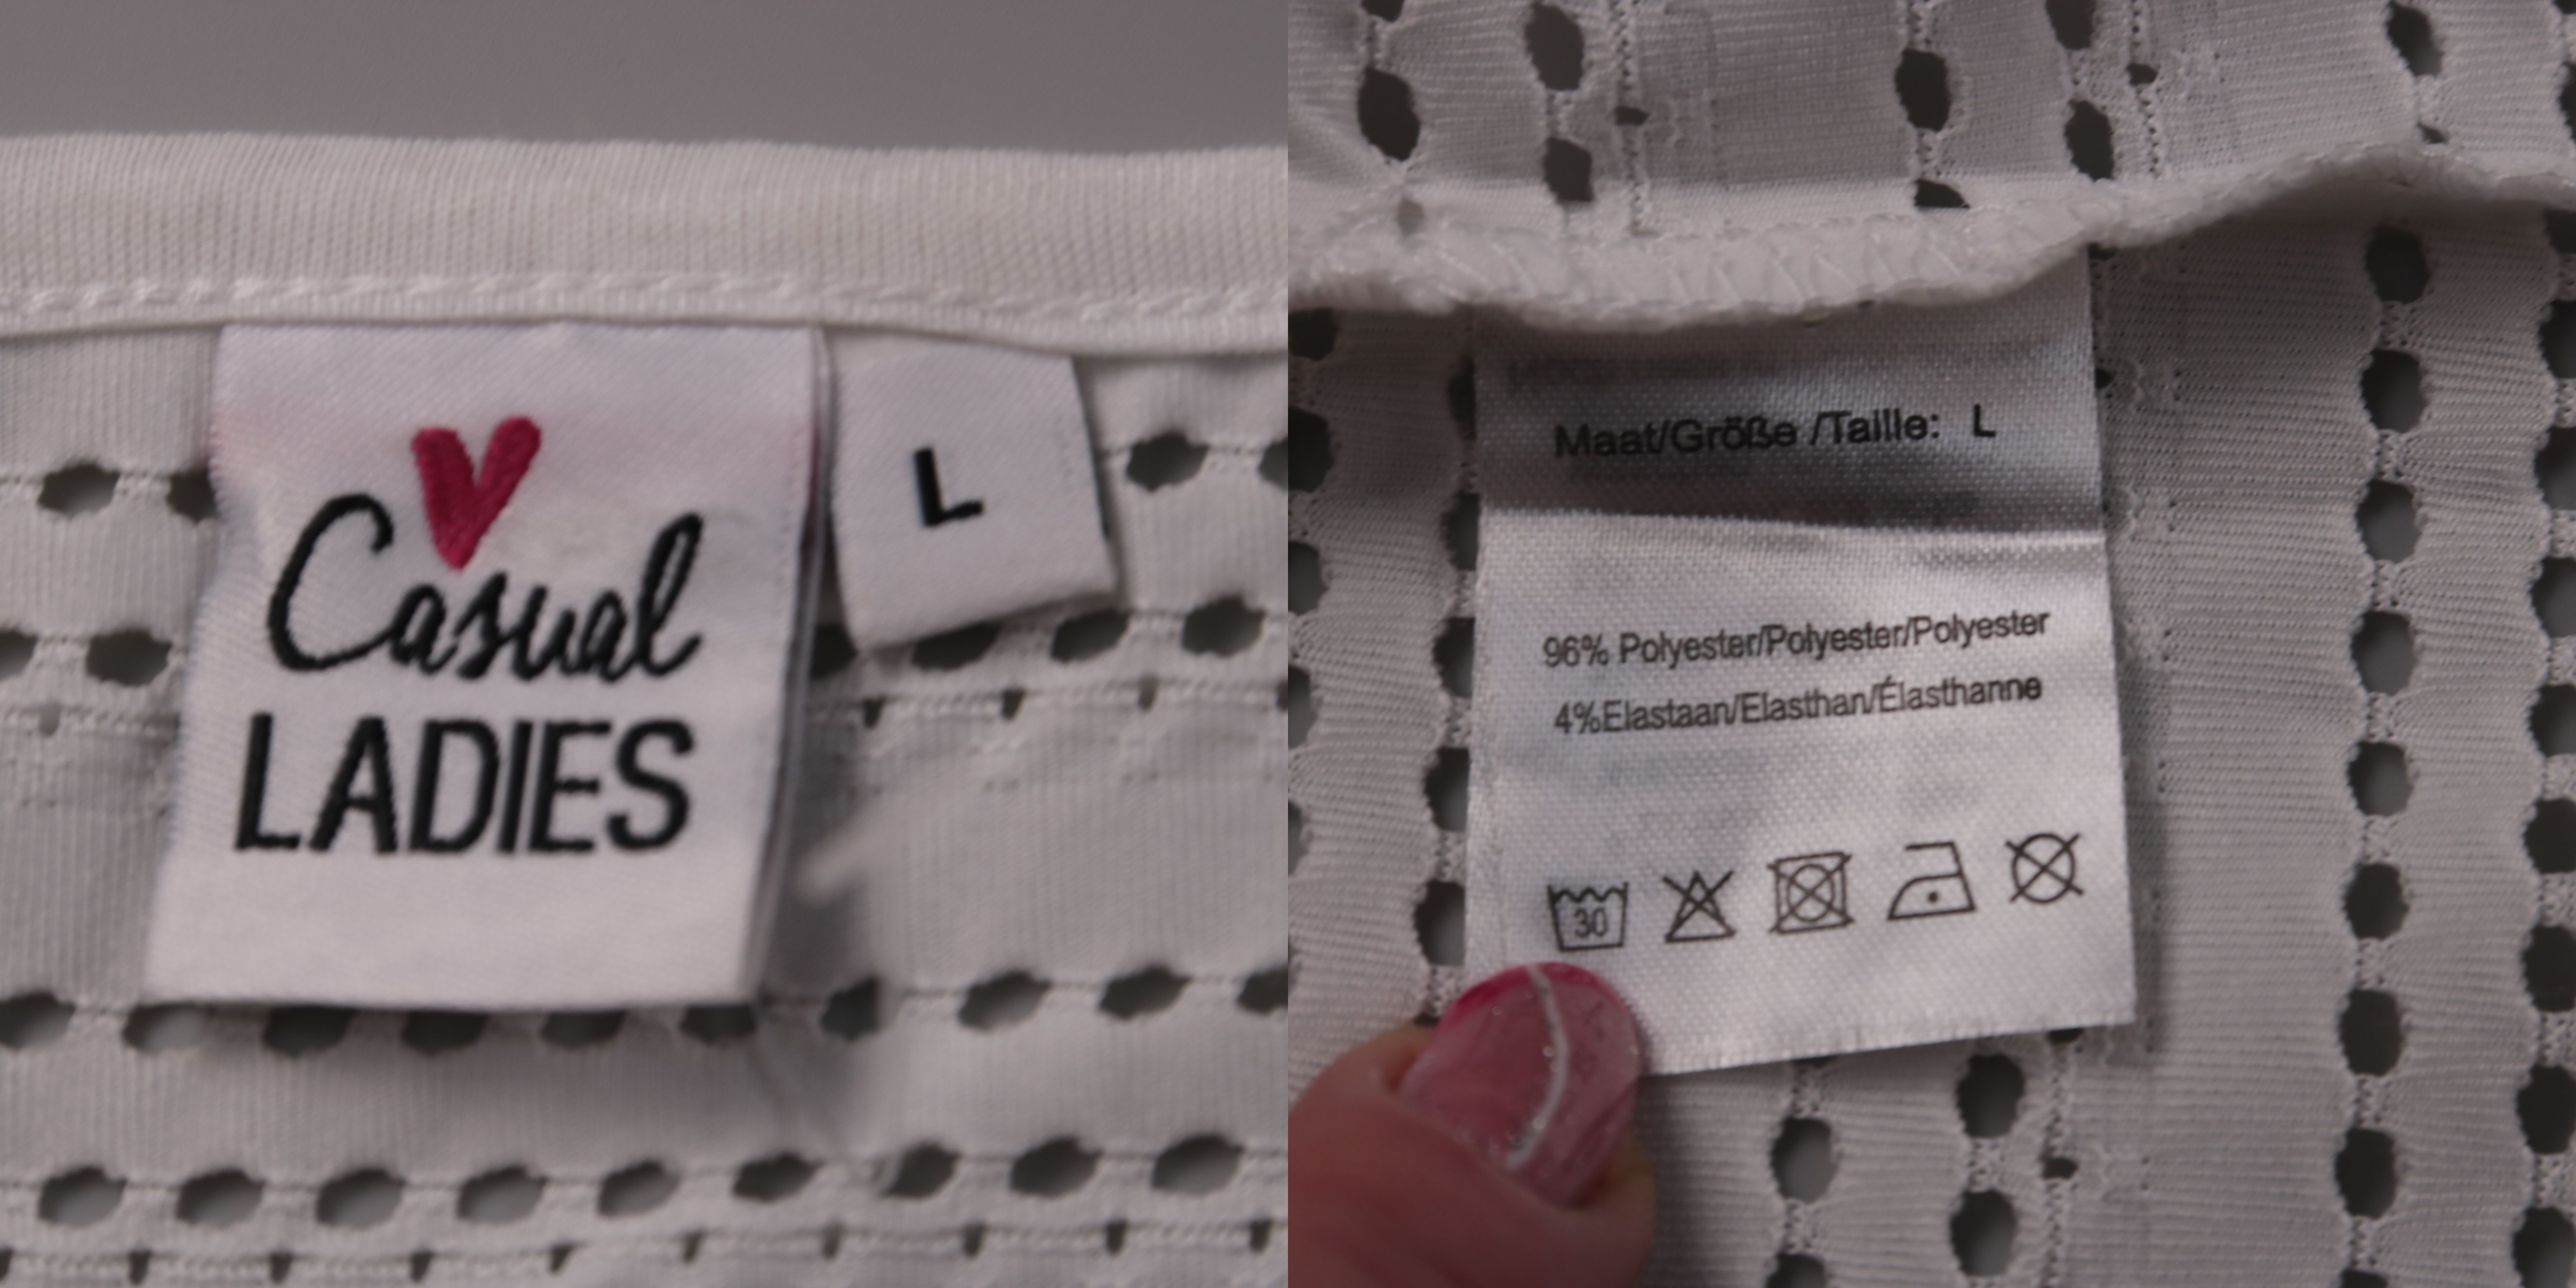 Casual
LADIES
L
Maat/Größe /Taille: L
96% Polyester/Polyester/Polyester
4%Elastaan/Elasthan/Élasthanne
30